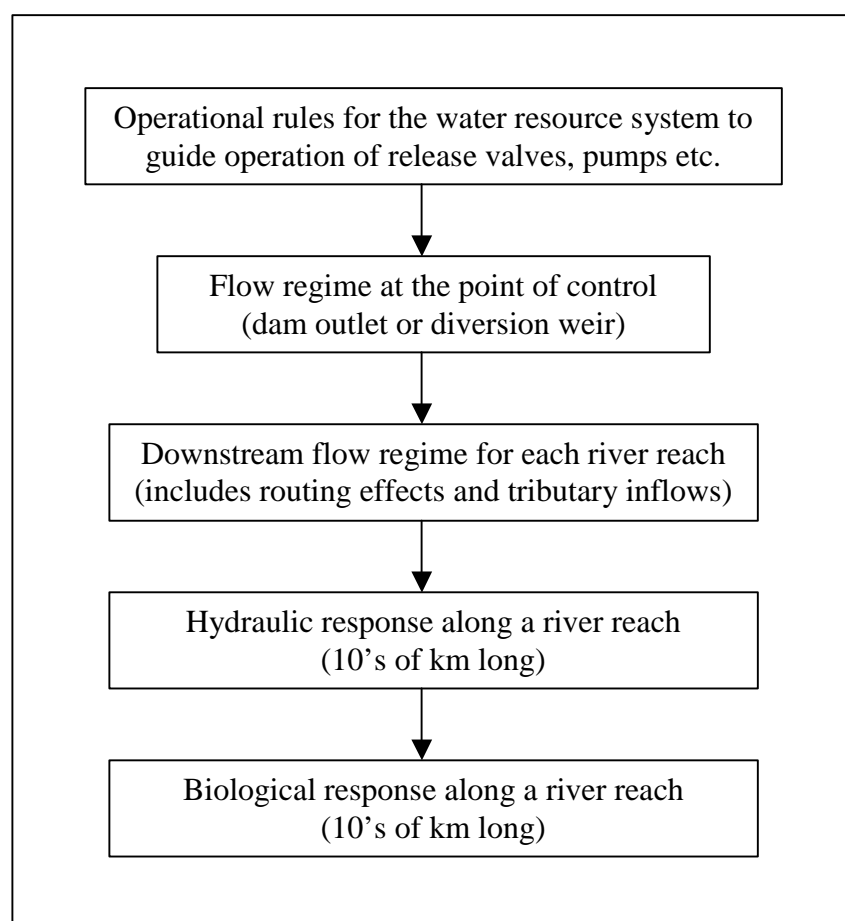 Operational rules for the water resource system to
guide operation of release valves, pumps etc.
Flow regime at the point of control
(dam outlet or diversion weir)
Downstream flow regime for each river reach
(includes routing effects and tributary inflows)
Hydraulic response along a river reach
(10’s of km long)
Biological response along a river reach
(10’s of km long)